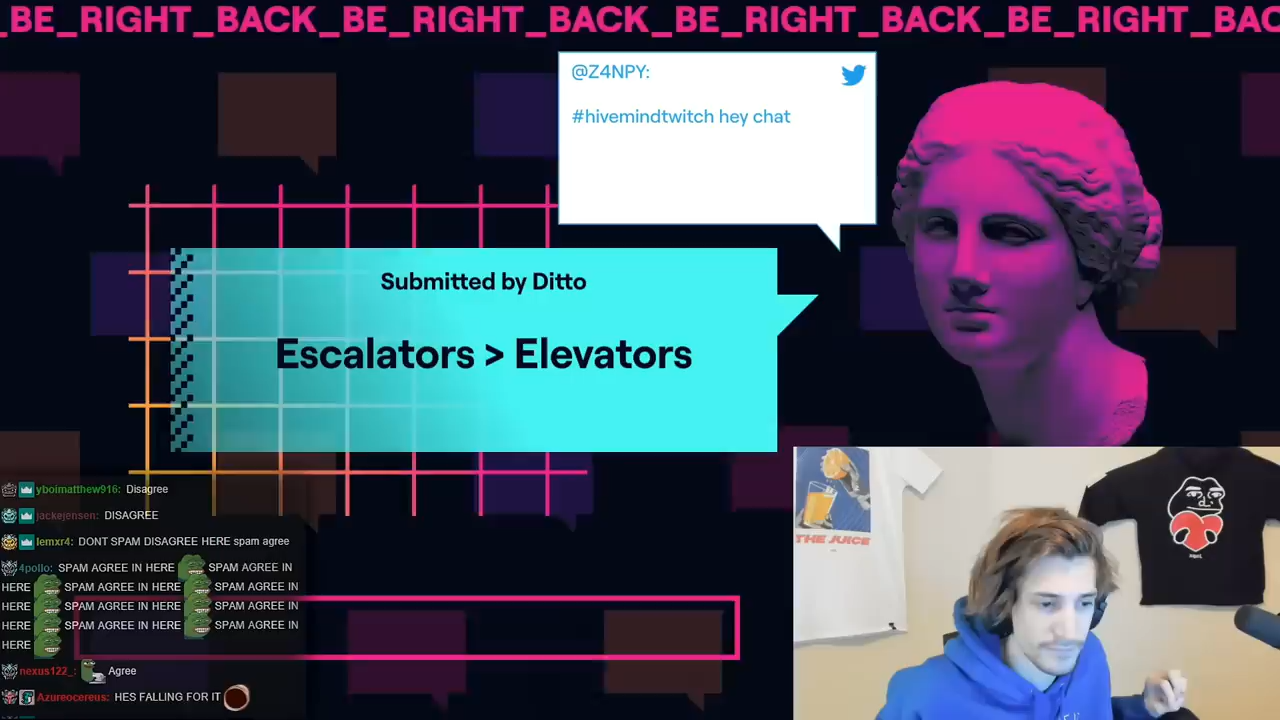 _BE_RIGHT_BACK_BE_RIGHT_BACK_BE_RIGHT_BACK_BE_RIGHT_BACK_BE_RIGHT_BAC
@Z4NPY:
#hivemindtwitch hey chat
Submitted by Ditto
Escalators > Elevators
yboimatthew916: Disagree
jackejensen: DISAGREE
lemxr4: DONT SPAM DISAGREE HERE spam agree
4pollo: SPAM AGREE IN HERE SPAM AGREE IN
HERE SPAM AGREE IN HERE SPAM AGREE IN
HERE SPAM AGREE IN HERE SPAM AGREE IN
HERE SPAM AGREE IN HERE SPAM AGREE IN
HERE
nexus122_: Agree
Azureocereus: HES FALLING FOR IT
THE JUICE